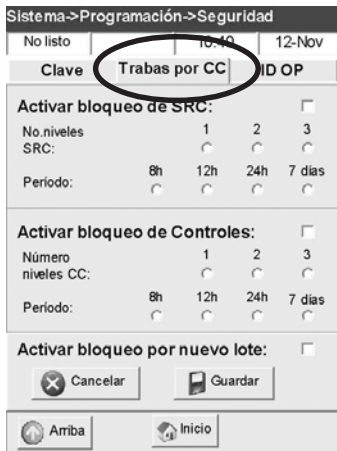 Sistema->Programación->Seguridad
No listo 10:40 12-Nov
Clave Trabas por CC ID OP
Activar bloqueo de SRC:
No.niveles 1 2 3
SRC:
8h 12h 24h 7 días
Período:
Activar bloqueo de Controles:
Número 1 2 3
niveles CC:
8h 12h 24h 7 días
Período:
Activar bloqueo por nuevo lote:
Cancelar Guardar
Arriba Inicio